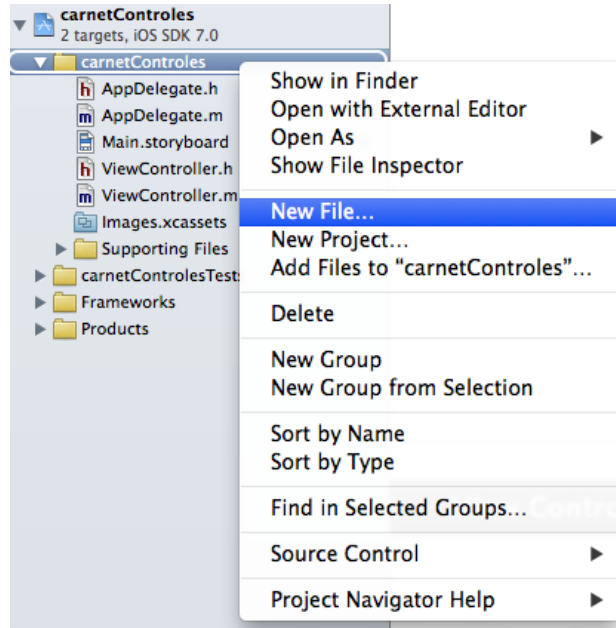 carnetControles
2 targets, iOS SDK 7.0
carnetControles
AppDelegate.h
AppDelegate.m
Main.storyboard
ViewController.h
ViewController.m
Images.xcassets
Supporting Files
carnetControlesTests
Frameworks
Products
Show in Finder
Open with External Editor
Open As
Show File Inspector
New File...
New Project...
Add Files to “carnetControles”...
Delete
New Group
New Group from Selection
Sort by Name
Sort by Type
Find in Selected Groups...
Source Control
Project Navigator Help